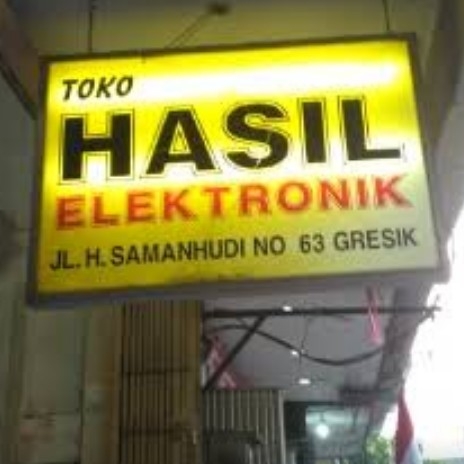 TOKO
HASIL
ELEKTRONIK
JL. H. SAMANHUDI NO 63 GRESIK